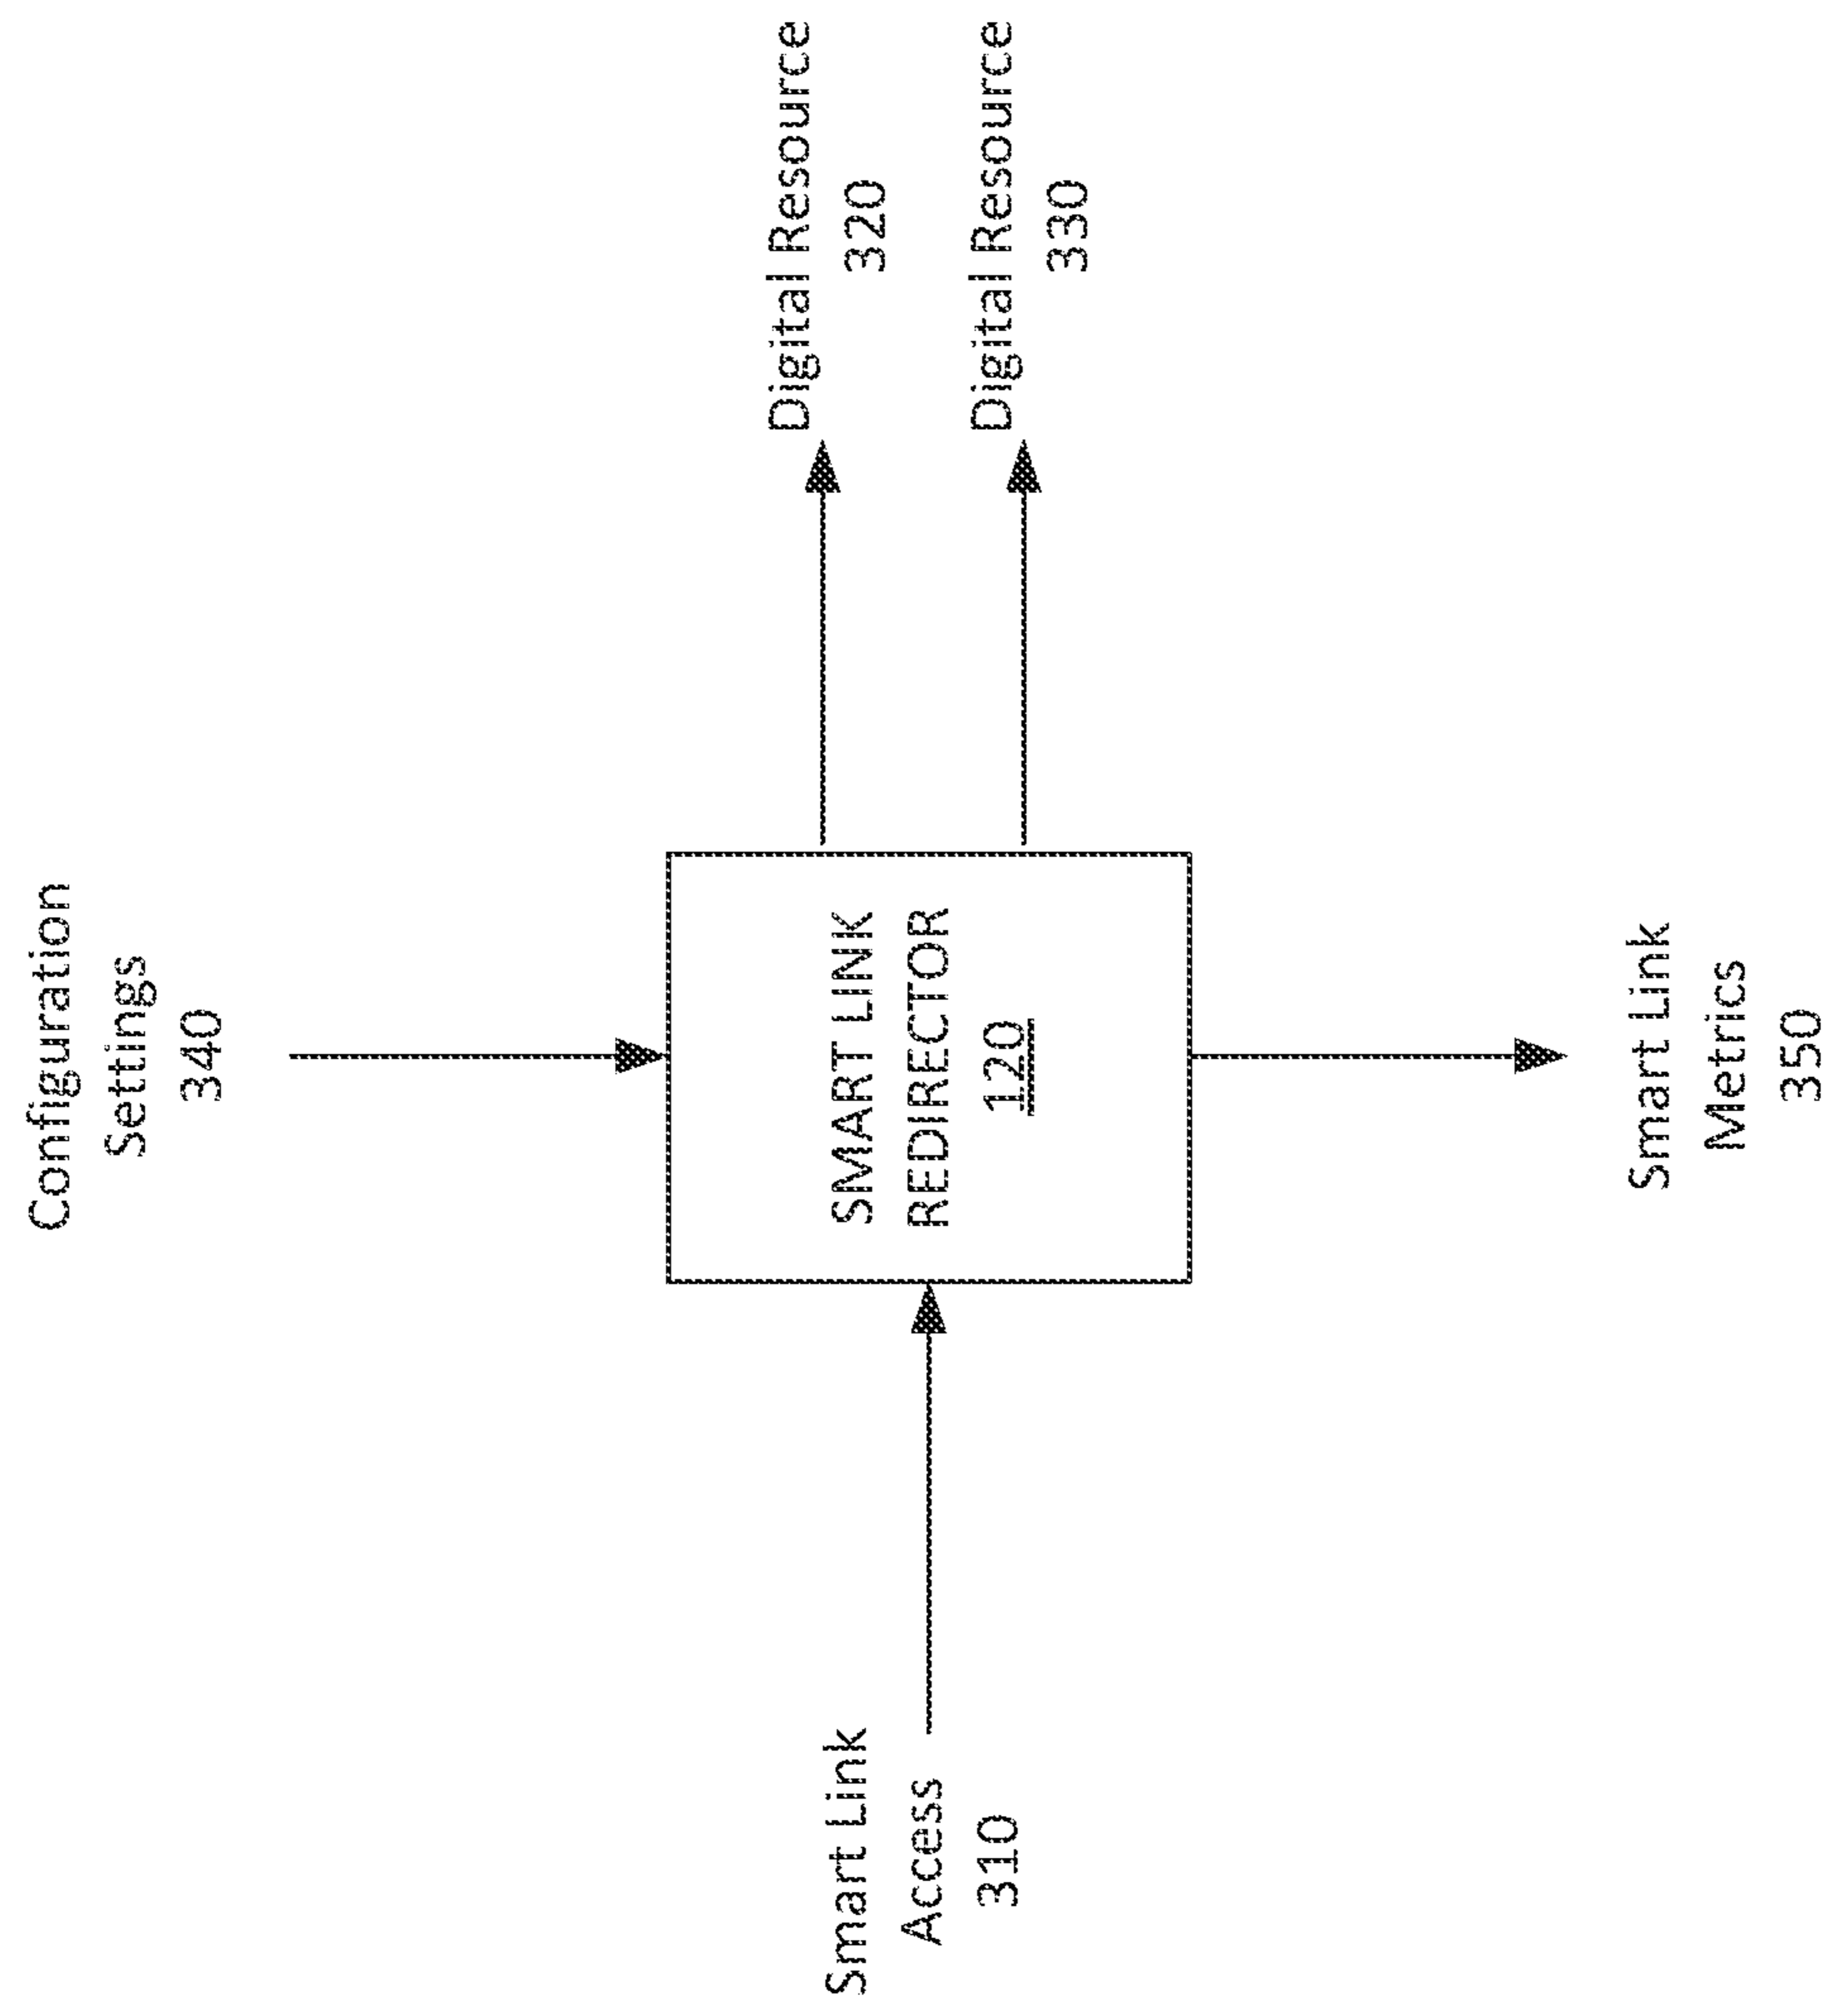 Configuration
Settings
340
Smart Link
Access
310
SMART LINK
REDIRECTOR
120
Digital Resource
320
Digital Resource
330
Smart Link
Metrics
350